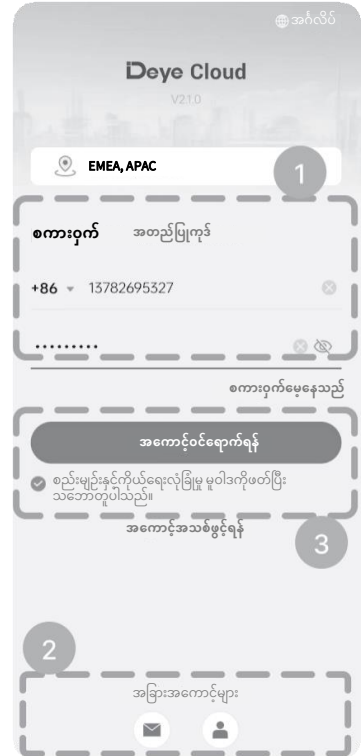 အင်္ဂလိပ်
Deye Cloud
V2.1.0
EMEA, APAC
1
စကားဝှက် အတည်ပြုကုဒ်
+86 13782695327
•••••••••
စကားဝှက်မေ့နေသည်
အကောင့်ဝင်ရောက်ရန်
စည်းမျဉ်းနှင့်ကိုယ်ရေးလုံခြုံမှု မူဝါဒကိုဖတ်ပြီး
သဘောတူပါသည်။
အကောင့်အသစ်ဖွင့်ရန်
3
2
အခြားအကောင့်များ